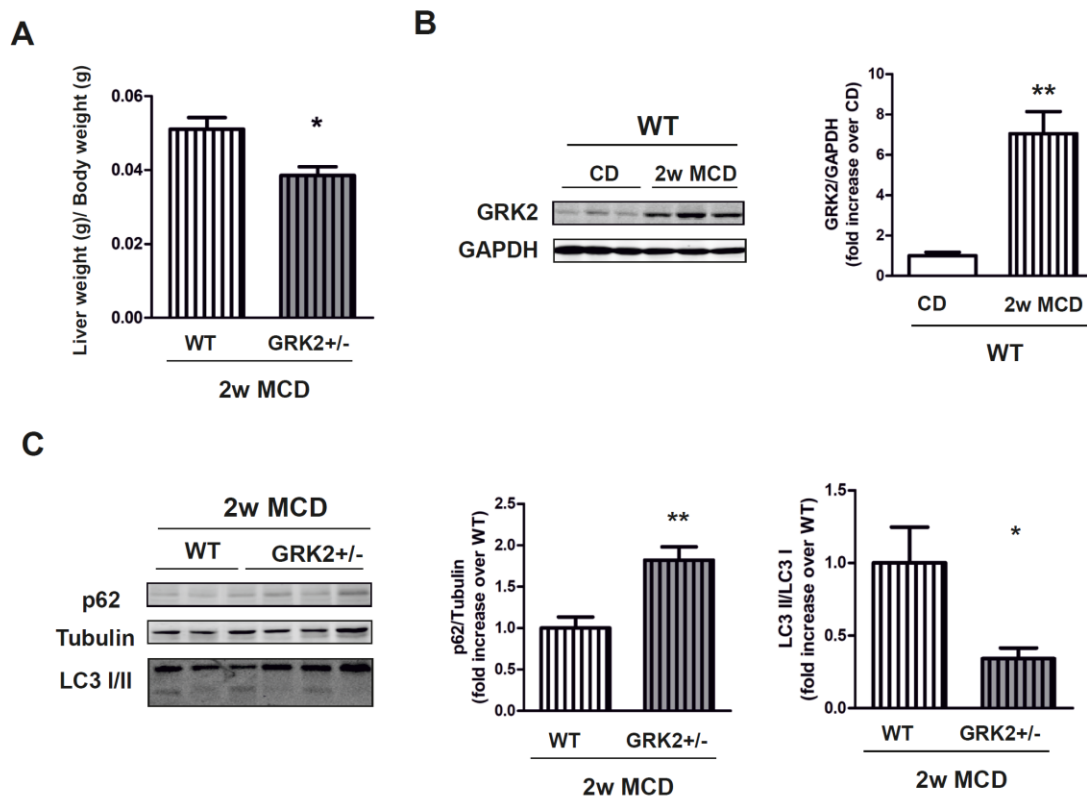 A
Liver weight (g)/ Body weight (g)
0.06
0.04
0.02
0.00
*
WT GRK2+/-
2w MCD
B
WT
CD 2w MCD
GRK2
GAPDH
GRK2/GAPDH
(fold increase over CD)
10
8
6
4
2
0
**
CD 2w MCD
WT
C
2w MCD
WT GRK2+/-
p62
Tubulin
LC3 I/II
p62/Tubulin
(fold increase over WT)
2.5
2.0
1.5
1.0
0.5
0.0
**
WT GRK2+/-
2w MCD
LC3 II/LC3 I
(fold increase over WT)
1.5
1.0
0.5
0.0
*
WT GRK2+/-
2w MCD